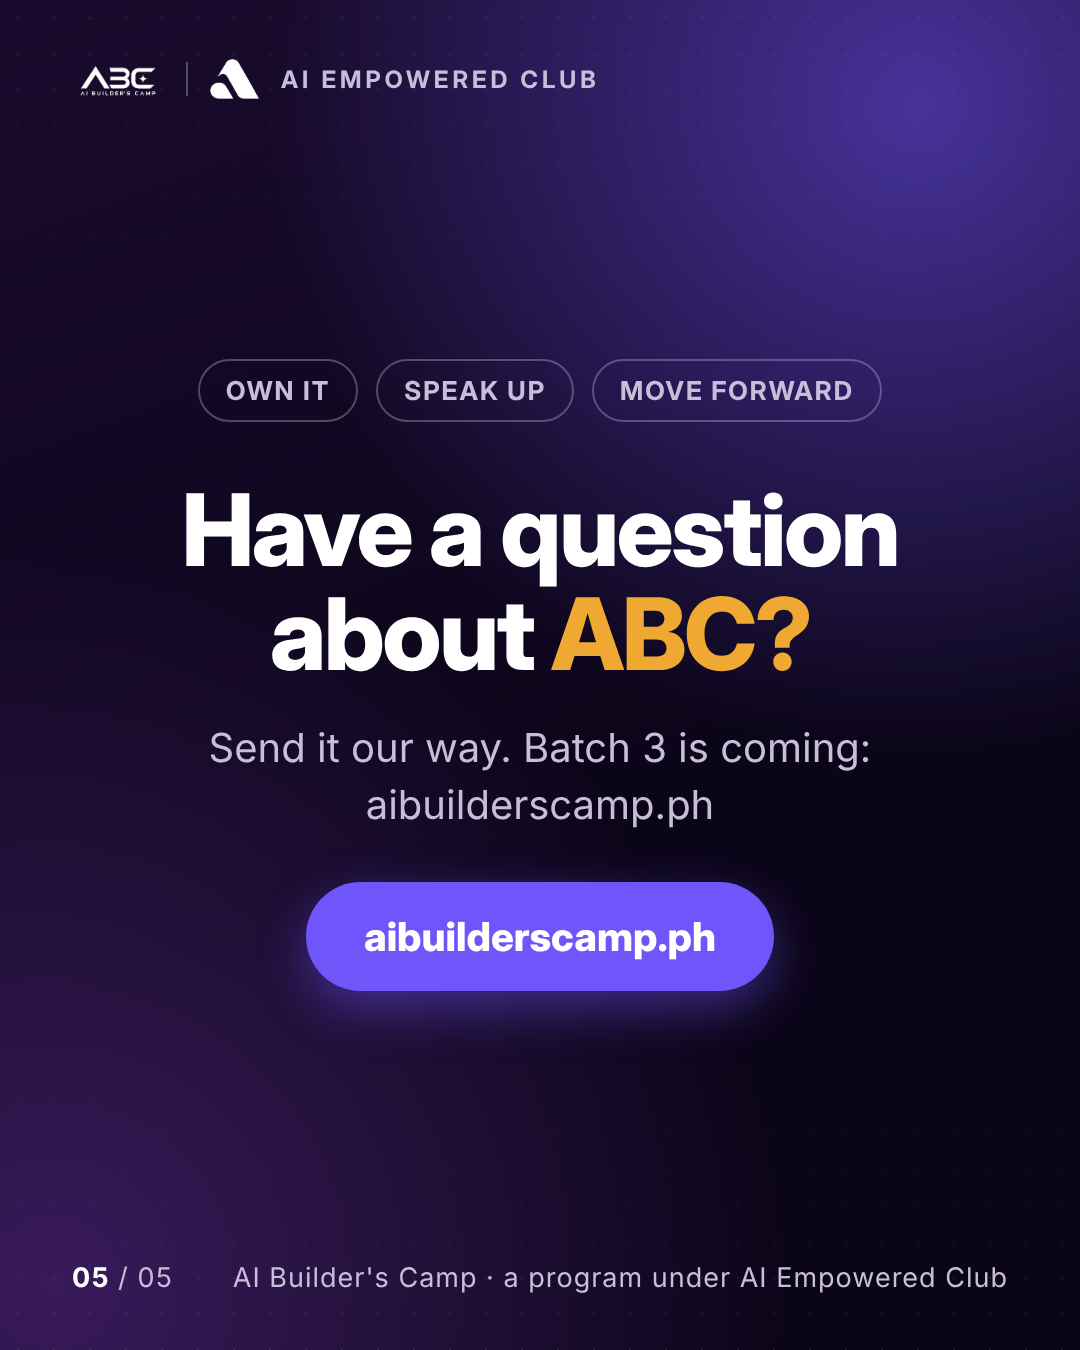 ABC
AI BUILDER'S CAMP
AI EMPOWERED CLUB
OWN IT
SPEAK UP
MOVE FORWARD
Have a question
about ABC?
Send it our way. Batch 3 is coming:
aibuilderscamp.ph
aibuilderscamp.ph
05 / 05
AI Builder's Camp · a program under AI Empowered Club